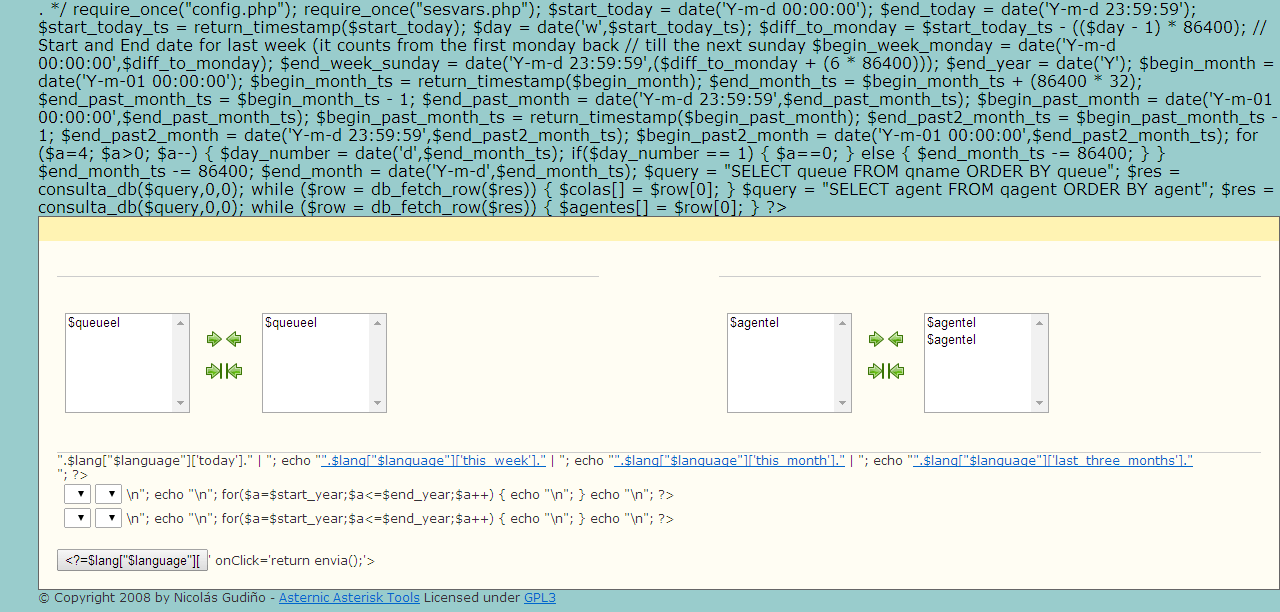 . */ require_once("config.php"); require_once("sesvars.php"); $start_today = date('Y-m-d 00:00:00'); $end_today = date('Y-m-d 23:59:59');
$start_today_ts = return_timestamp($start_today); $day = date('w',$start_today_ts); $diff_to_monday = $start_today_ts - (($day - 1) * 86400); //
Start and End date for last week (it counts from the first monday back // till the next sunday $begin_week_monday = date('Y-m-d
00:00:00',$diff_to_monday); $end_week_sunday = date('Y-m-d 23:59:59',($diff_to_monday + (6 * 86400))); $end_year = date('Y'); $begin_month =
date('Y-m-01 00:00:00'); $begin_month_ts = return_timestamp($begin_month); $end_month_ts = $begin_month_ts + (86400 * 32);
$end_past_month_ts = $begin_month_ts - 1; $end_past_month = date('Y-m-d 23:59:59',$end_past_month_ts); $begin_past_month = date('Y-m-01
00:00:00',$end_past_month_ts); $begin_past_month_ts = return_timestamp($begin_past_month); $end_past2_month_ts = $begin_past_month_ts -
1; $end_past2_month = date('Y-m-d 23:59:59',$end_past2_month_ts); $begin_past2_month = date('Y-m-01 00:00:00',$end_past2_month_ts); for
($a=4; $a>0; $a--) { $day_number = date('d',$end_month_ts); if($day_number == 1) { $a==0; } else { $end_month_ts -= 86400; } }
$end_month_ts -= 86400; $end_month = date('Y-m-d',$end_month_ts); $query = "SELECT queue FROM qname ORDER BY queue"; $res =
consulta_db($query,0,0); while ($row = db_fetch_row($res)) { $colas[] = $row[0]; } $query = "SELECT agent FROM qagent ORDER BY agent"; $res =
consulta_db($query,0,0); while ($row = db_fetch_row($res)) { $agentes[] = $row[0]; } ?>
$queueel
$queueel
$agentel
$agentel
$agentel
".$lang["$language"]['today']." | "; echo "".$lang["$language"]['this_week']." | "; echo "".$lang["$language"]['this_month']." | "; echo "".$lang["$language"]['last_three_months']."
"; ?>
\n"; echo "\n"; for($a=$start_year;$a<=$end_year;$a++) { echo "\n"; } echo "\n"; ?>
\n"; echo "\n"; for($a=$start_year;$a<=$end_year;$a++) { echo "\n"; } echo "\n"; ?>
<?=$lang["$language"][ ' onClick='return envia();'>
© Copyright 2008 by Nicolás Gudiño - Asternic Asterisk Tools Licensed under GPL3